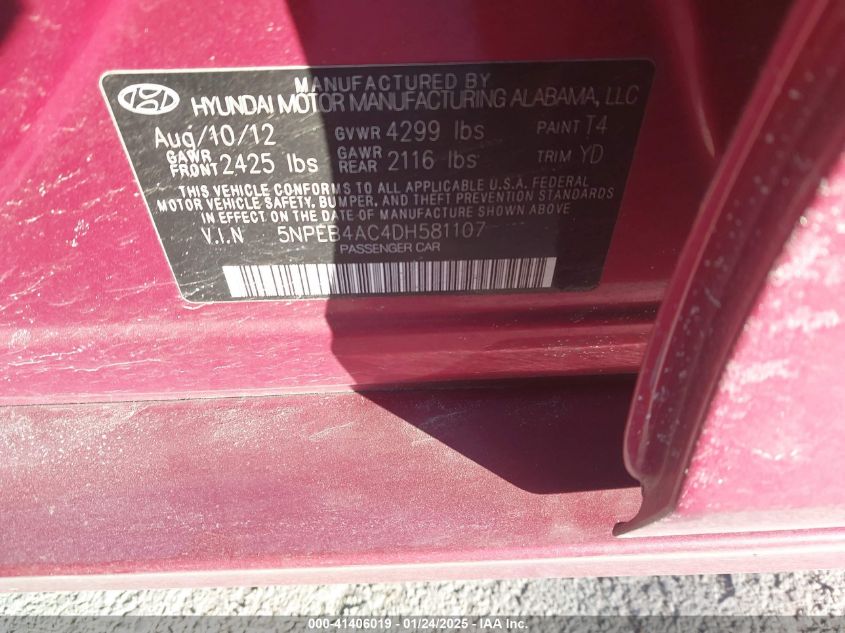 MANUFACTURED BY
HYUNDAI MOTOR MANUFACTURING ALABAMA, LLC
Aug/10/12 GVWR 4299 lbs PAINT T4
GAWR FRONT 2425 lbs GAWR REAR 2116 lbs TRIM YD
THIS VEHICLE CONFORMS TO ALL APPLICABLE U.S.A. FEDERAL
MOTOR VEHICLE SAFETY, BUMPER, AND THEFT PREVENTION STANDARDS
IN EFFECT ON THE DATE OF MANUFACTURE SHOWN ABOVE
V.I.N 5NPEB4AC4DH581107
PASSENGER CAR
000-41406019 — 01/24/2025 — IAA Inc.